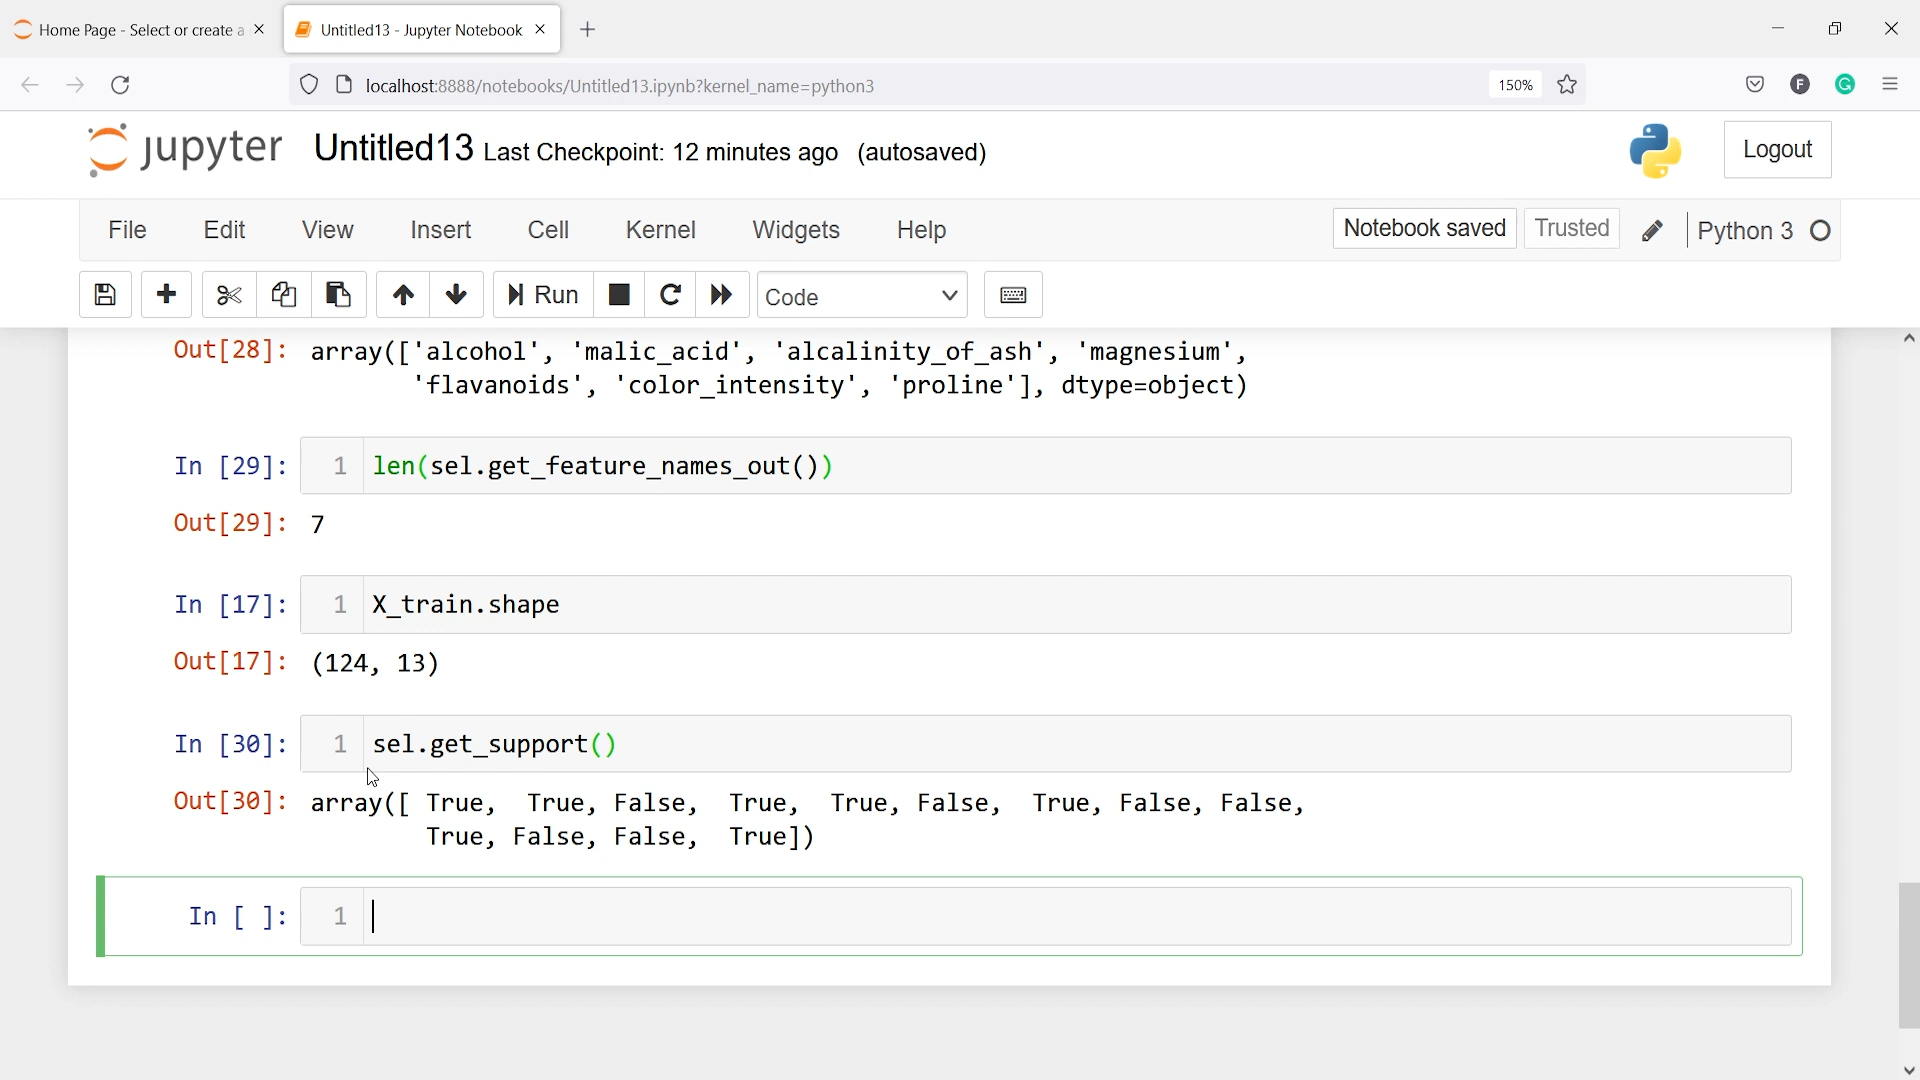 Home Page - Select or create a
Untitled13 - Jupyter Notebook
localhost:8888/notebooks/Untitled13.ipynb?kernel_name=python3
150%
F
G
jupyter Untitled13 Last Checkpoint: 12 minutes ago (autosaved)
Logout
File Edit View Insert Cell Kernel Widgets Help
Notebook saved Trusted Python 3
Run Code
Out[28]: array(['alcohol', 'malic_acid', 'alcalinity_of_ash', 'magnesium',
'flavanoids', 'color_intensity', 'proline'], dtype=object)
In [29]: 1 len(sel.get_feature_names_out())
Out[29]: 7
In [17]: 1 X_train.shape
Out[17]: (124, 13)
In [30]: 1 sel.get_support()
Out[30]: array([ True, True, False, True, True, False, True, False, False,
True, False, False, True])
In [ ]: 1